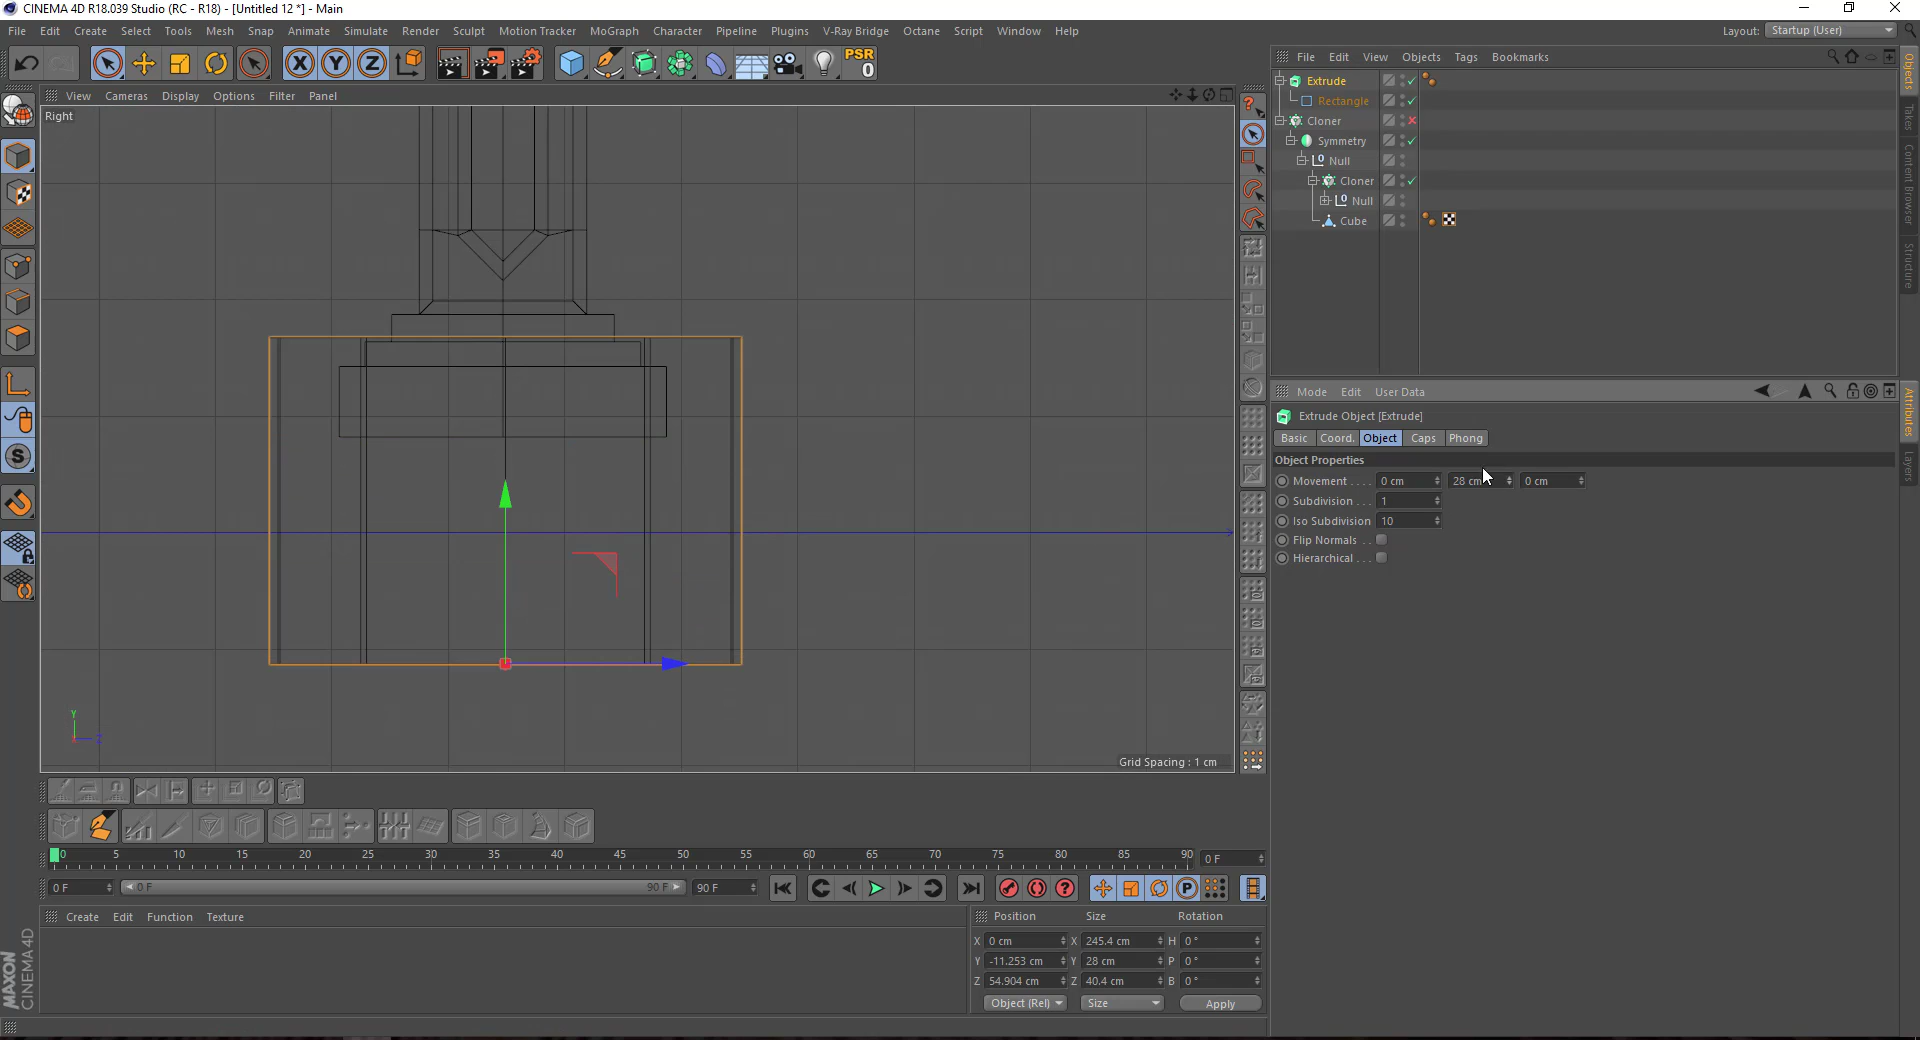 CINEMA 4D R18.039 Studio (RC - R18) - [Untitled 12 *] - Main
File Edit Create Select Tools Mesh Snap Animate Simulate Render Sculpt Motion Tracker MoGraph Character Pipeline Plugins V-Ray Bridge Octane Script Window Help
Layout: Startup (User)
X Y Z PSR 0
File Edit View Objects Tags Bookmarks
View Cameras Display Options Filter Panel
Right
Extrude
Rectangle
Cloner
Symmetry
Null
Cloner
Null
Cube
Objects
Takes
Content Browser
Structure
Mode Edit User Data
Extrude Object [Extrude]
Basic Coord. Object Caps Phong
Object Properties
Movement . . . . 0 cm 28 cm 0 cm
Subdivision . . . 1
Iso Subdivision 10
Flip Normals . .
Hierarchical . . .
Attributes
Layers
Y
Z
Grid Spacing : 1 cm
0 5 10 15 20 25 30 35 40 45 50 55 60 65 70 75 80 85 90 0 F
0 F 0 F 90 F 90 F
Create Edit Function Texture
Position Size Rotation
X 0 cm X 245.4 cm H 0 °
Y -11.253 cm Y 28 cm P 0 °
Z 54.904 cm Z 40.4 cm B 0 °
Object (Rel) Size Apply
MAXON
CINEMA 4D